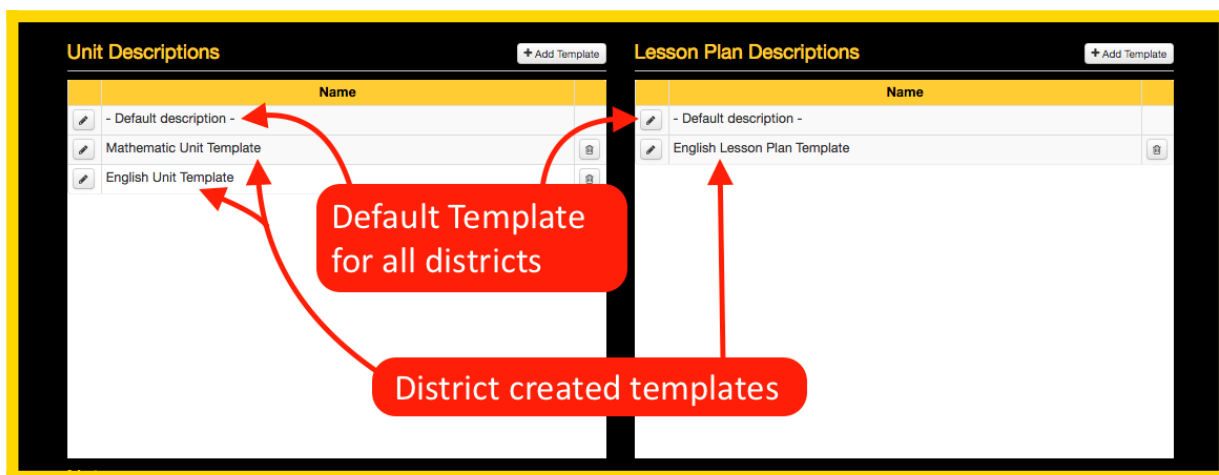 Unit Descriptions
+ Add Template
Name
- Default description -
Mathematic Unit Template
English Unit Template
Lesson Plan Descriptions
+ Add Template
Name
- Default description -
English Lesson Plan Template
Default Template
for all districts
District created templates